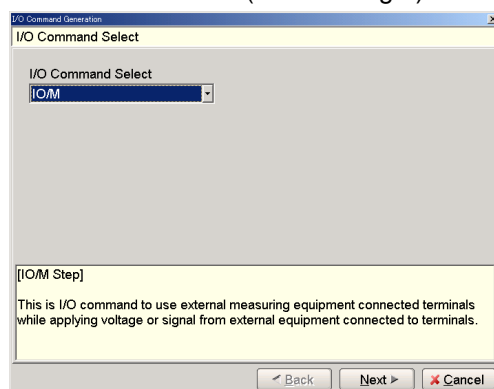 I/O Command Generation
I/O Command Select
I/O Command Select
IO/M
[IO/M Step]
This is I/O command to use external measuring equipment connected terminals
while applying voltage or signal from external equipment connected to terminals.
Back Next Cancel